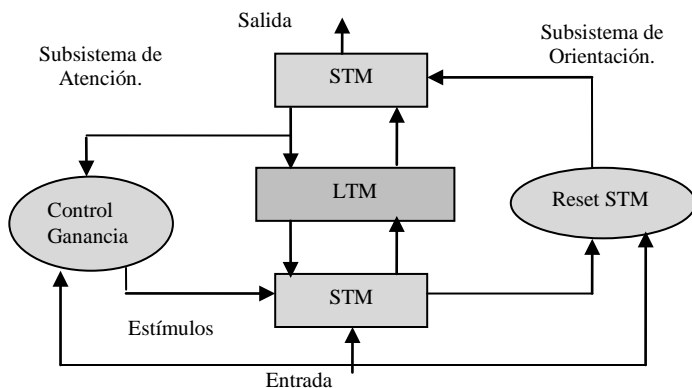 Salida
Subsistema de
Atención.
Subsistema de
Orientación.
STM
LTM
Control
Ganancia
Reset STM
STM
Estímulos
Entrada